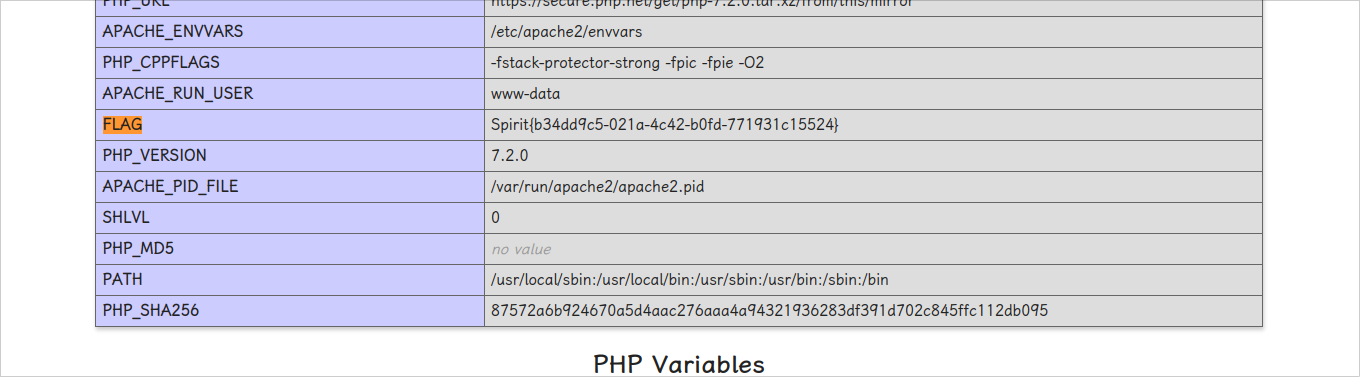 PHP_URL https://secure.php.net/get/php-7.2.0.tar.xz/from/this/mirror
APACHE_ENVVARS /etc/apache2/envvars
PHP_CPPFLAGS -fstack-protector-strong -fpic -fpie -O2
APACHE_RUN_USER www-data
FLAG Spirit{b34dd9c5-021a-4c42-b0fd-771931c15524}
PHP_VERSION 7.2.0
APACHE_PID_FILE /var/run/apache2/apache2.pid
SHLVL 0
PHP_MD5 no value
PATH /usr/local/sbin:/usr/local/bin:/usr/sbin:/usr/bin:/sbin:/bin
PHP_SHA256 87572a6b924670a5d4aac276aaa4a94321936283df391d702c845ffc112db095
PHP Variables